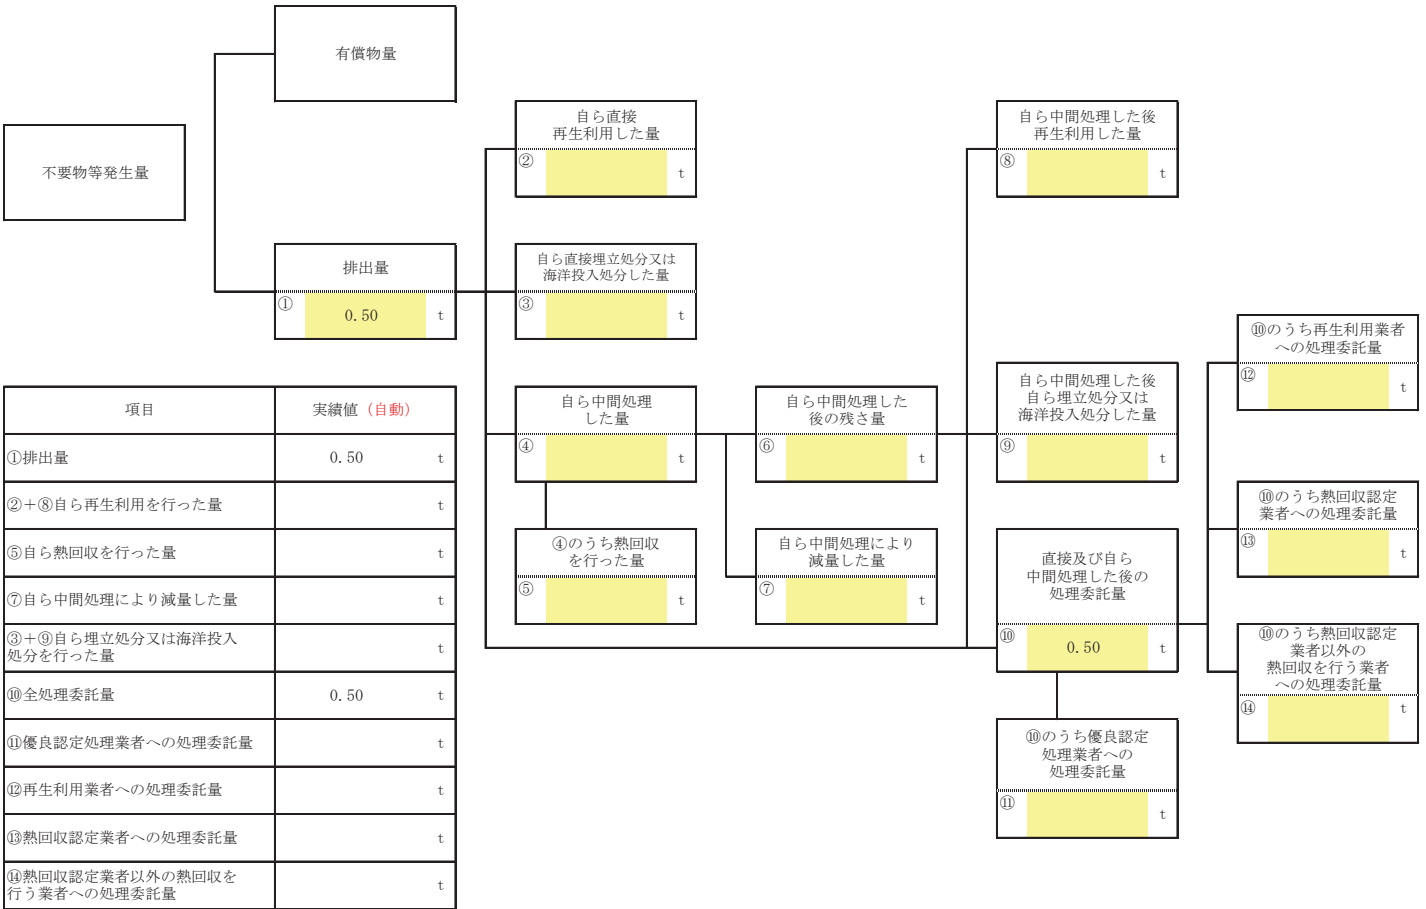 有償物量
不要物等発生量
排出量
①
0.50
t
自ら直接
再生利用した量
②
t
自ら直接埋立処分又は
海洋投入処分した量
③
t
自ら中間処理
した量
④
t
④のうち熱回収
を行った量
⑤
t
自ら中間処理した
後の残さ量
⑥
t
自ら中間処理により
減量した量
⑦
t
自ら中間処理した後
再生利用した量
⑧
t
自ら中間処理した後
自ら埋立処分又は
海洋投入処分した量
⑨
t
直接及び自ら
中間処理した後の
処理委託量
⑩
0.50
t
⑩のうち優良認定
処理業者への
処理委託量
⑪
t
⑩のうち再生利用業者
への処理委託量
⑫
t
⑩のうち熱回収認定
業者への処理委託量
⑬
t
⑩のうち熱回収認定
業者以外の
熱回収を行う業者
への処理委託量
⑭
t
項目 実績値（自動）
①排出量 0.50 t
②＋⑧自ら再生利用を行った量 t
⑤自ら熱回収を行った量 t
⑦自ら中間処理により減量した量 t
③＋⑨自ら埋立処分又は海洋投入
処分を行った量 t
⑩全処理委託量 0.50 t
⑪優良認定処理業者への処理委託量 t
⑫再生利用業者への処理委託量 t
⑬熱回収認定業者への処理委託量 t
⑭熱回収認定業者以外の熱回収を
行う業者への処理委託量 t